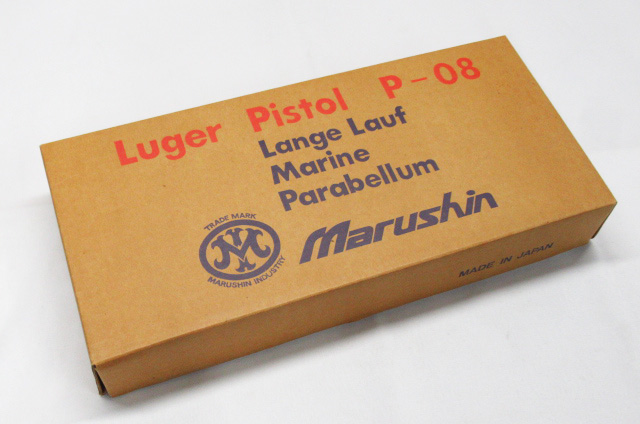 Luger Pistol P-08
Lange Lauf
Marine
Parabellum
TRADE MARK
M
MARUSHIN INDUSTRY
Marushin
MADE IN JAPAN